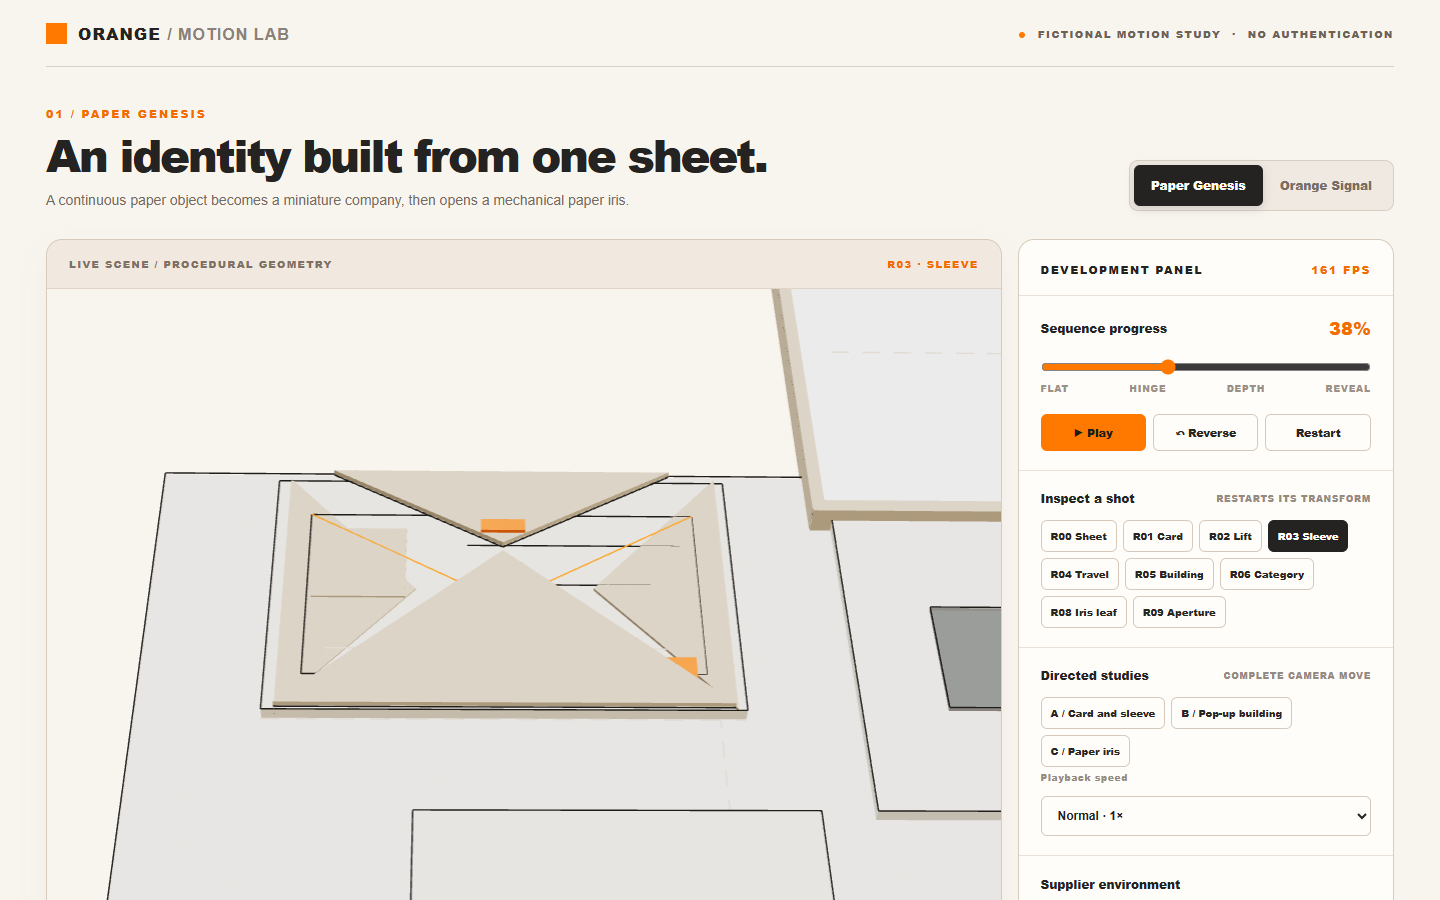 ORANGE / MOTION LAB
FICTIONAL MOTION STUDY · NO AUTHENTICATION
01 / PAPER GENESIS
An identity built from one sheet.
A continuous paper object becomes a miniature company, then opens a mechanical paper iris.
Paper Genesis
Orange Signal
LIVE SCENE / PROCEDURAL GEOMETRY
R03 · SLEEVE
DEVELOPMENT PANEL
161 FPS
Sequence progress
38%
FLAT HINGE DEPTH REVEAL
▶ Play
↶ Reverse
Restart
Inspect a shot
RESTARTS ITS TRANSFORM
R00 Sheet
R01 Card
R02 Lift
R03 Sleeve
R04 Travel
R05 Building
R06 Category
R08 Iris leaf
R09 Aperture
Directed studies
COMPLETE CAMERA MOVE
A / Card and sleeve
B / Pop-up building
C / Paper iris
Playback speed
Normal · 1×
Supplier environment